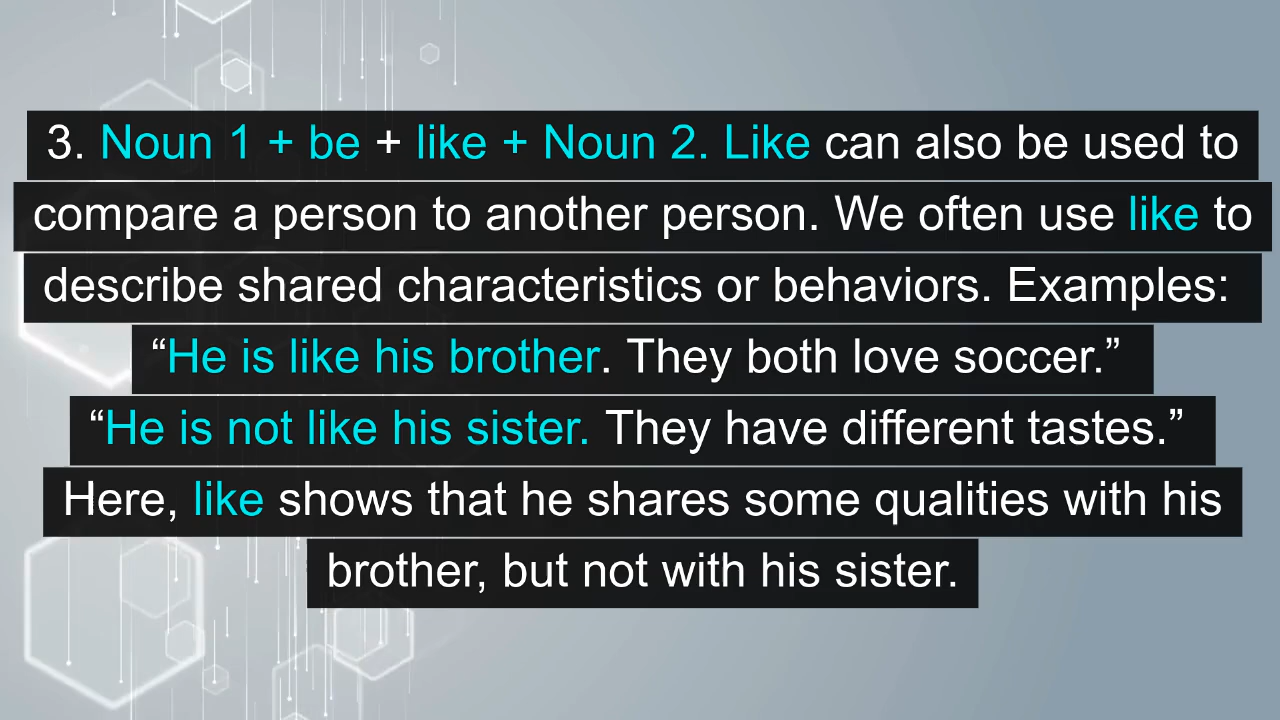 3. Noun 1 + be + like + Noun 2. Like can also be used to
compare a person to another person. We often use like to
describe shared characteristics or behaviors. Examples:
“He is like his brother. They both love soccer.”
“He is not like his sister. They have different tastes.”
Here, like shows that he shares some qualities with his
brother, but not with his sister.